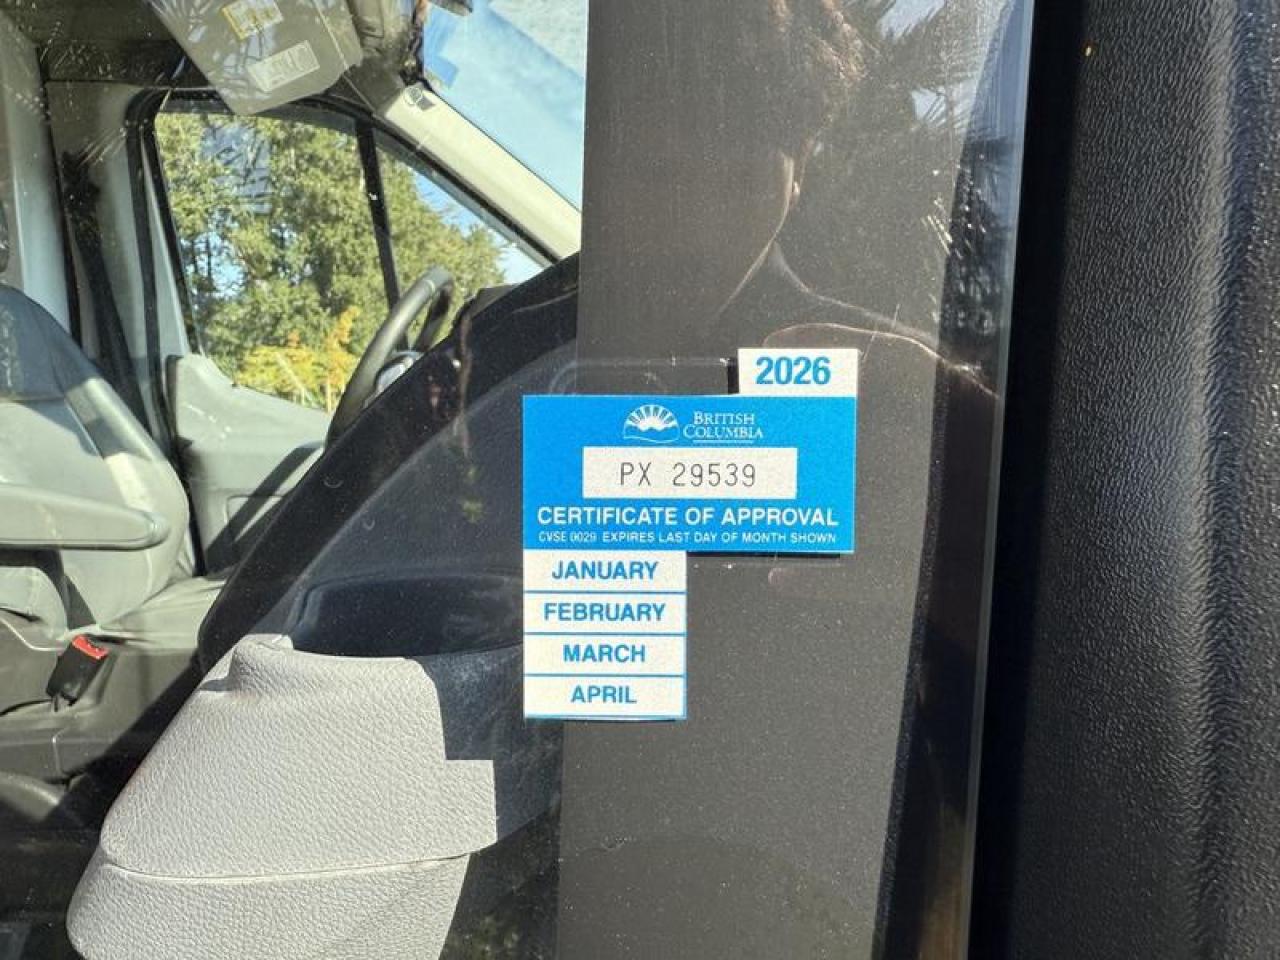 2026
BRITISH
COLUMBIA
PX 29539
CERTIFICATE OF APPROVAL
CVSE 0029 EXPIRES LAST DAY OF MONTH SHOWN
JANUARY
FEBRUARY
MARCH
APRIL